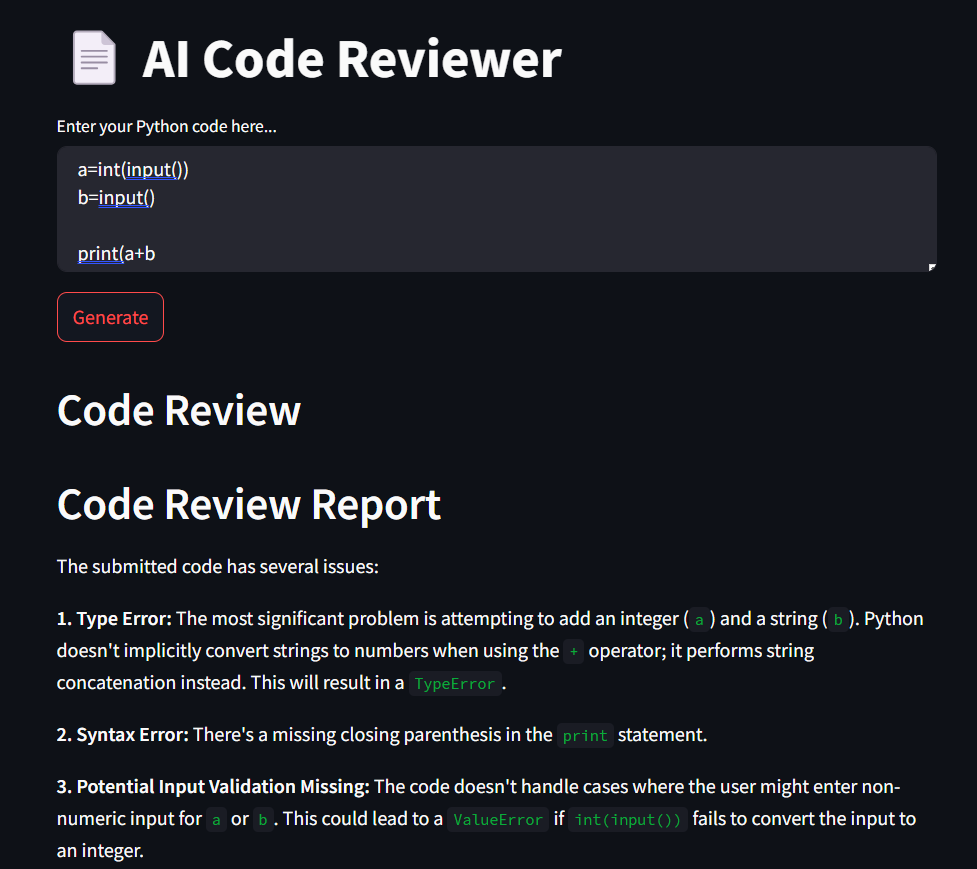 AI Code Reviewer
Enter your Python code here...
a=int(input())
b=input()
print(a+b
Generate
Code Review
Code Review Report
The submitted code has several issues:
1. Type Error: The most significant problem is attempting to add an integer ( a ) and a string ( b ). Python
doesn't implicitly convert strings to numbers when using the + operator; it performs string
concatenation instead. This will result in a TypeError .
2. Syntax Error: There's a missing closing parenthesis in the print statement.
3. Potential Input Validation Missing: The code doesn't handle cases where the user might enter non-
numeric input for a or b . This could lead to a ValueError if int(input()) fails to convert the input to
an integer.